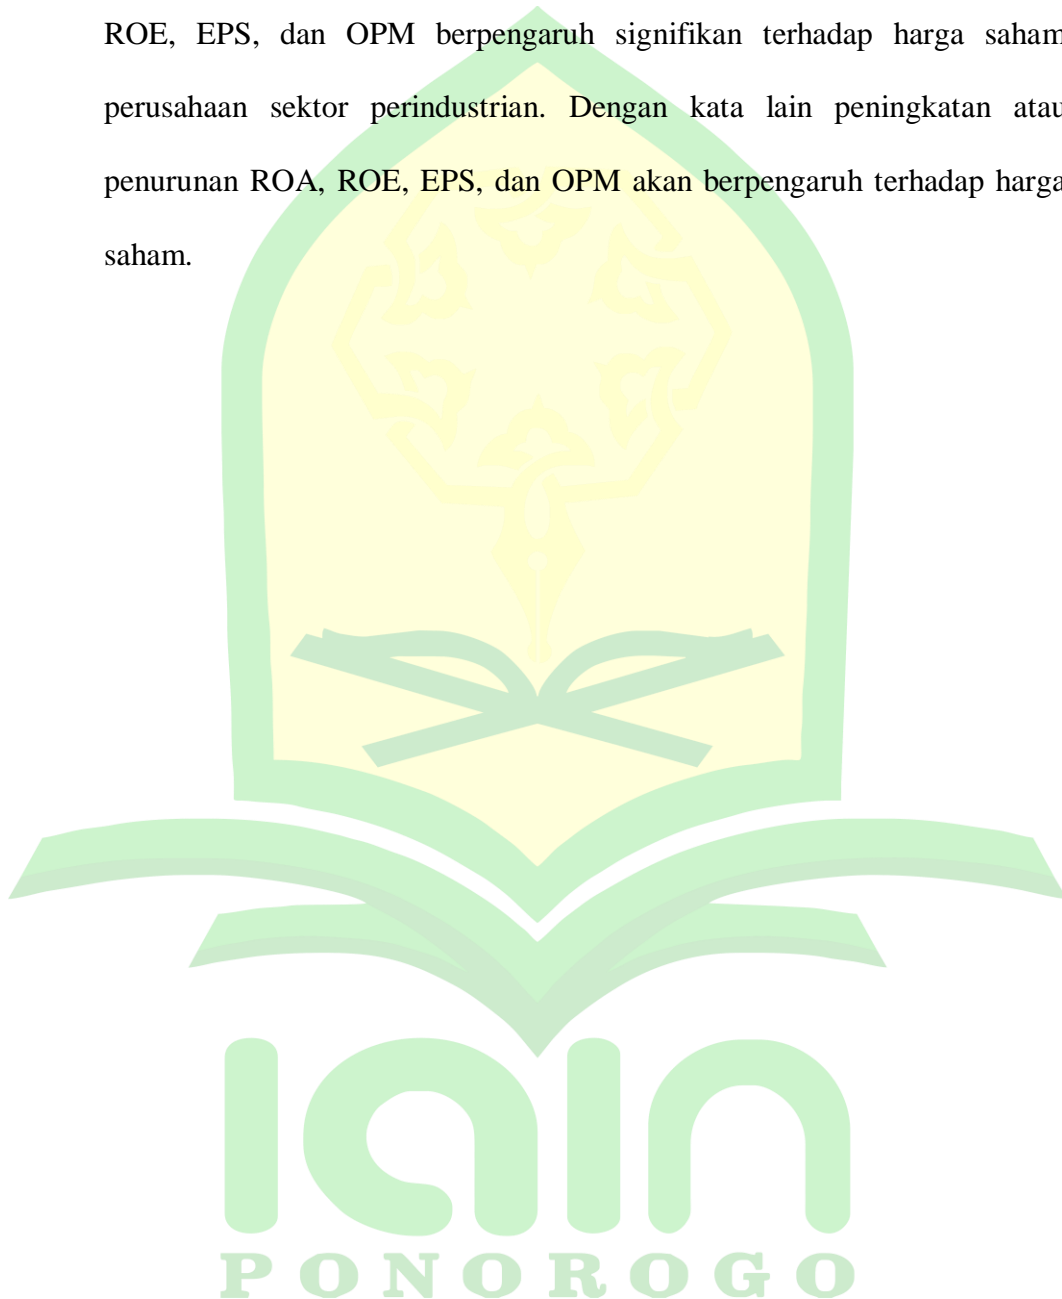 ROE, EPS, dan OPM berpengaruh signifikan terhadap harga saham
perusahaan sektor perindustrian. Dengan kata lain peningkatan atau
penurunan ROA, ROE, EPS, dan OPM akan berpengaruh terhadap harga
saham.
iain
PONOROGO